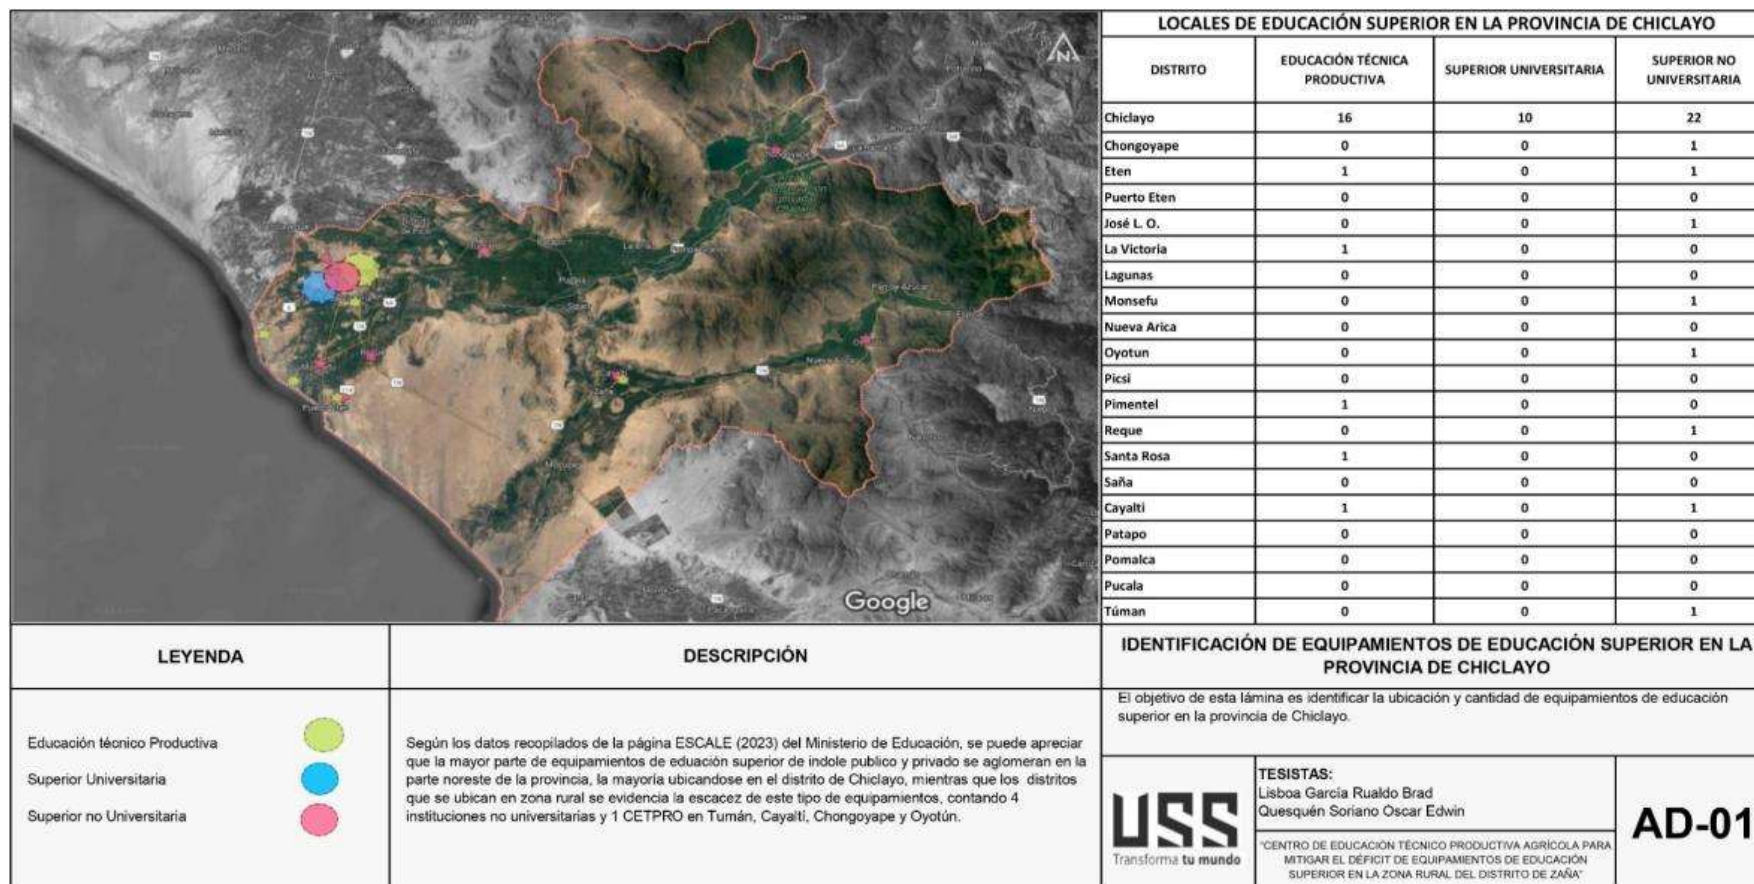 LOCALES DE EDUCACIÓN SUPERIOR EN LA PROVINCIA DE CHICLAYO
DISTRITO EDUCACIÓN TÉCNICA PRODUCTIVA SUPERIOR UNIVERSITARIA SUPERIOR NO UNIVERSITARIA
Chiclayo 16 10 22
Chongoyape 0 0 1
Eten 1 0 1
Puerto Eten 0 0 0
José L. O. 0 0 1
La Victoria 1 0 0
Lagunas 0 0 0
Monsefu 0 0 1
Nueva Arica 0 0 0
Oyotun 0 0 1
Picsi 0 0 0
Pimentel 1 0 0
Reque 0 0 1
Santa Rosa 1 0 0
Saña 0 0 0
Cayalti 1 0 1
Patapo 0 0 0
Pomalca 0 0 0
Pucala 0 0 0
Túman 0 0 1
N
Google
LEYENDA
Educación técnico Productiva
Superior Universitaria
Superior no Universitaria
DESCRIPCIÓN
Según los datos recopilados de la página ESCALE (2023) del Ministerio de Educación, se puede apreciar
que la mayor parte de equipamientos de eduación superior de indole publico y privado se aglomeran en la
parte noreste de la provincia, la mayoría ubicandose en el distrito de Chiclayo, mientras que los distritos
que se ubican en zona rural se evidencia la escacez de este tipo de equipamientos, contando 4
instituciones no universitarias y 1 CETPRO en Tumán, Cayaltí, Chongoyape y Oyotún.
IDENTIFICACIÓN DE EQUIPAMIENTOS DE EDUCACIÓN SUPERIOR EN LA
PROVINCIA DE CHICLAYO
El objetivo de esta lámina es identificar la ubicación y cantidad de equipamientos de educación
superior en la provincia de Chiclayo.
USS
Transforma tu mundo
TESISTAS:
Lisboa García Rualdo Brad
Quesquén Soriano Oscar Edwin
"CENTRO DE EDUCACIÓN TÉCNICO PRODUCTIVA AGRÍCOLA PARA
MITIGAR EL DÉFICIT DE EQUIPAMIENTOS DE EDUCACIÓN
SUPERIOR EN LA ZONA RURAL DEL DISTRITO DE ZAÑA"
AD-01